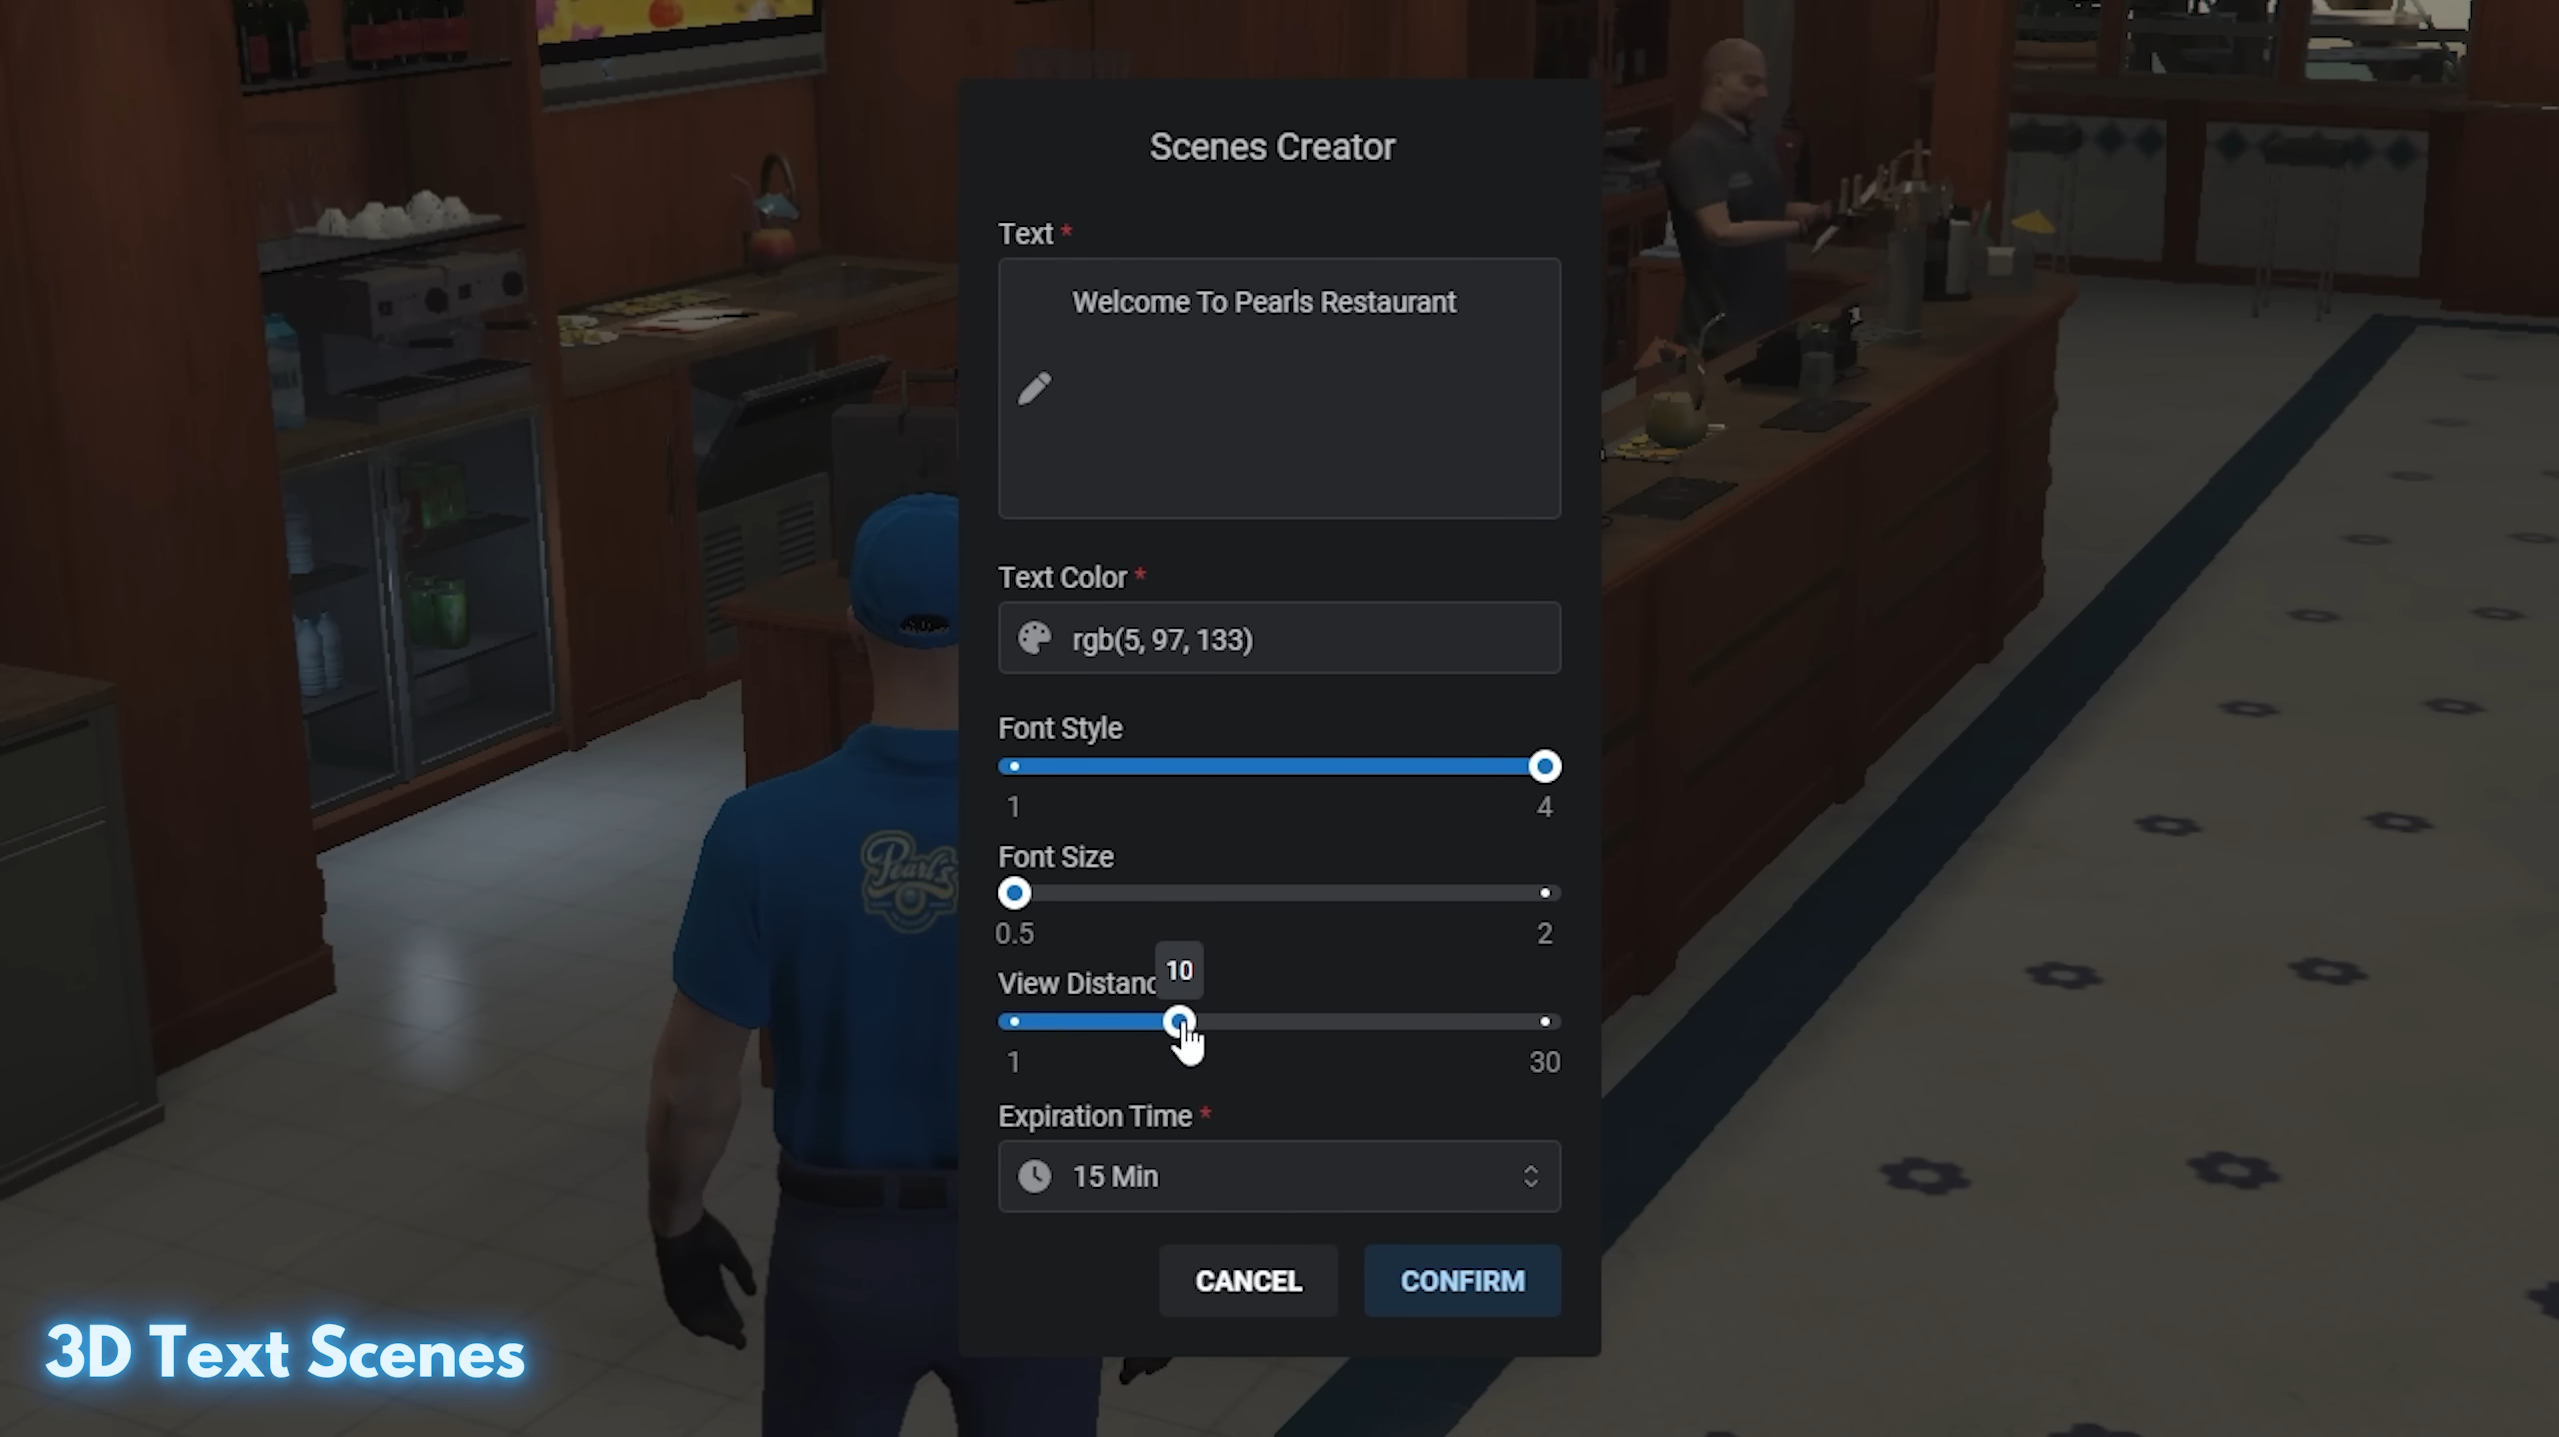 Scenes Creator
Text *
Welcome To Pearls Restaurant
Text Color *
rgb(5, 97, 133)
Font Style
1 4
Font Size
0.5 2
10
View Distanc
1 30
Expiration Time *
15 Min
CANCEL CONFIRM
Pearl's
3D Text Scenes